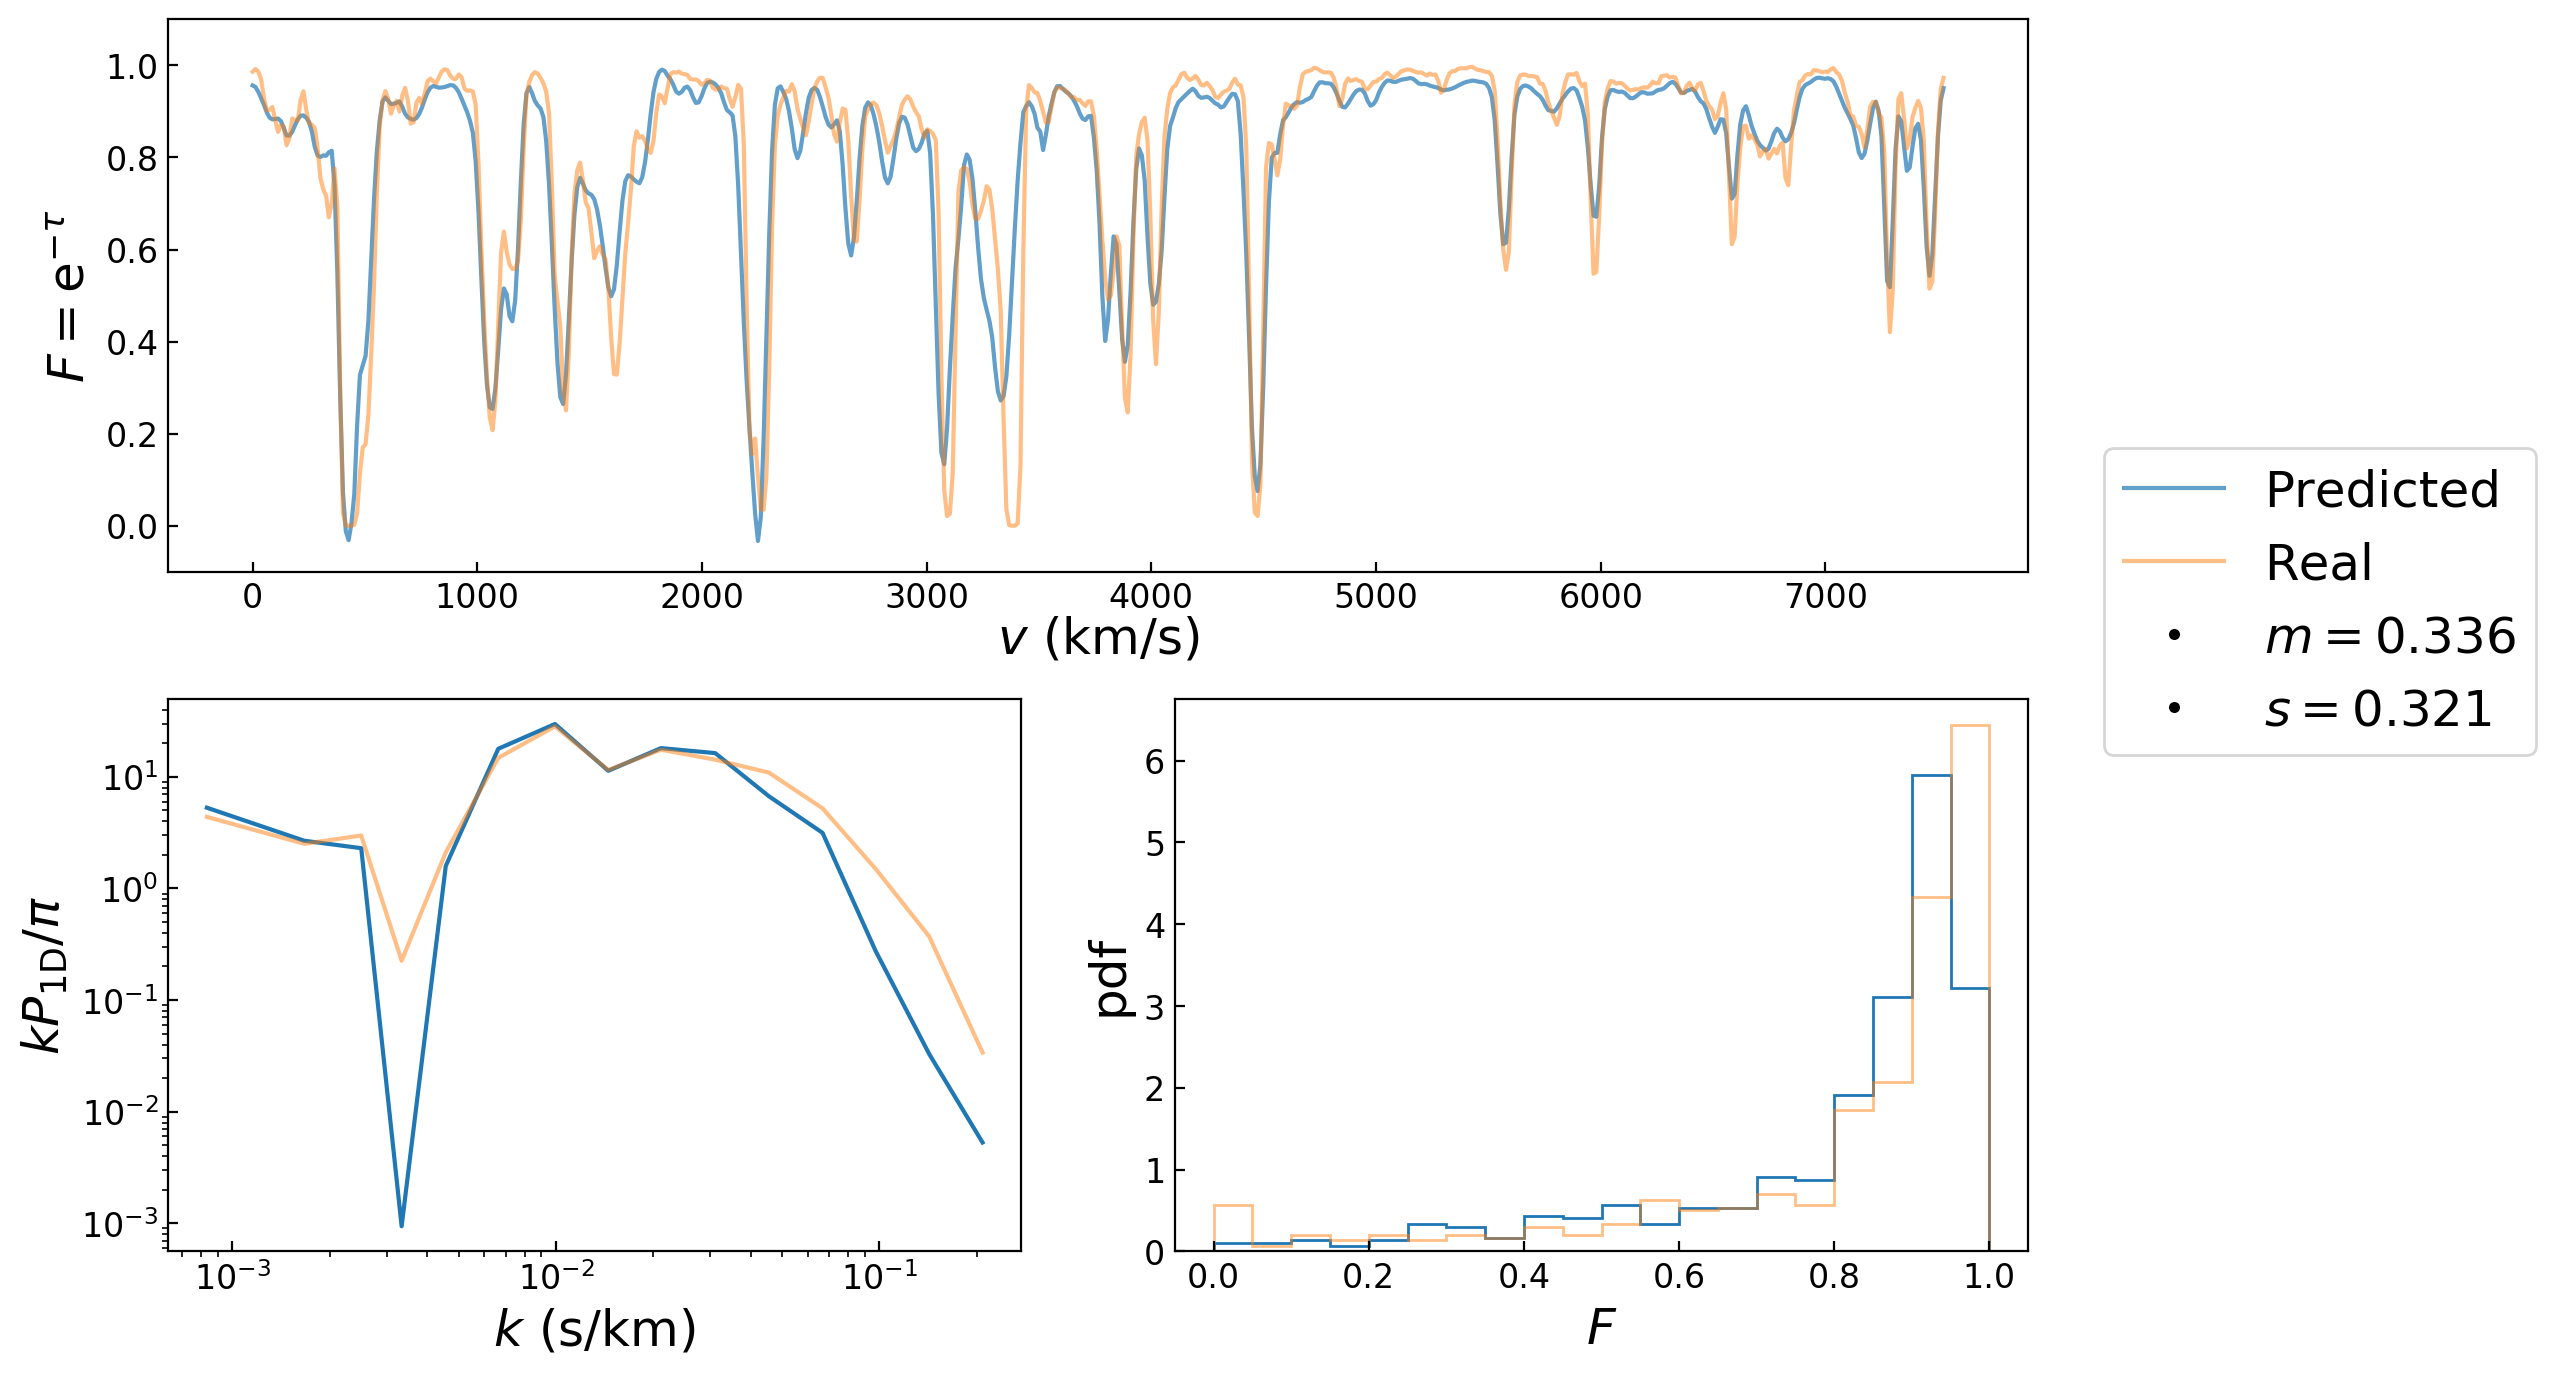 F = e^{-τ}
1.0
0.8
0.6
0.4
0.2
0.0
0 1000 2000 3000 4000 5000 6000 7000
v (km/s)
Predicted
Real
m = 0.336
s = 0.321
kP_{1D}/π
10^1
10^0
10^{-1}
10^{-2}
10^{-3}
10^{-3} 10^{-2} 10^{-1}
k (s/km)
pdf
6
5
4
3
2
1
0
0.0 0.2 0.4 0.6 0.8 1.0
F